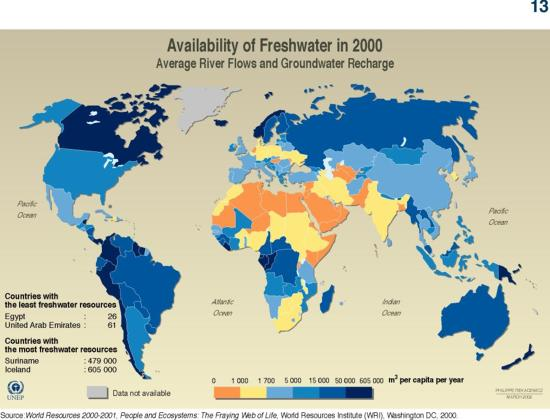 13
Availability of Freshwater in 2000
Average River Flows and Groundwater Recharge
Pacific
Ocean
Pacific
Ocean
Atlantic
Ocean
Indian
Ocean
Countries with
the least freshwater resources
Egypt : 26
United Arab Emirates : 61
Countries with
the most freshwater resources
Suriname : 479 000
Iceland : 605 000
0 1 000 1 700 5 000 15 000 50 000 605 000 m³ per capita per year
Data not available
UNEP
PHILIPPE REKACEWICZ
MARCH 2002
Source:World Resources 2000-2001, People and Ecosystems: The Fraying Web of Life, World Resources Institute (WRI), Washington DC, 2000.